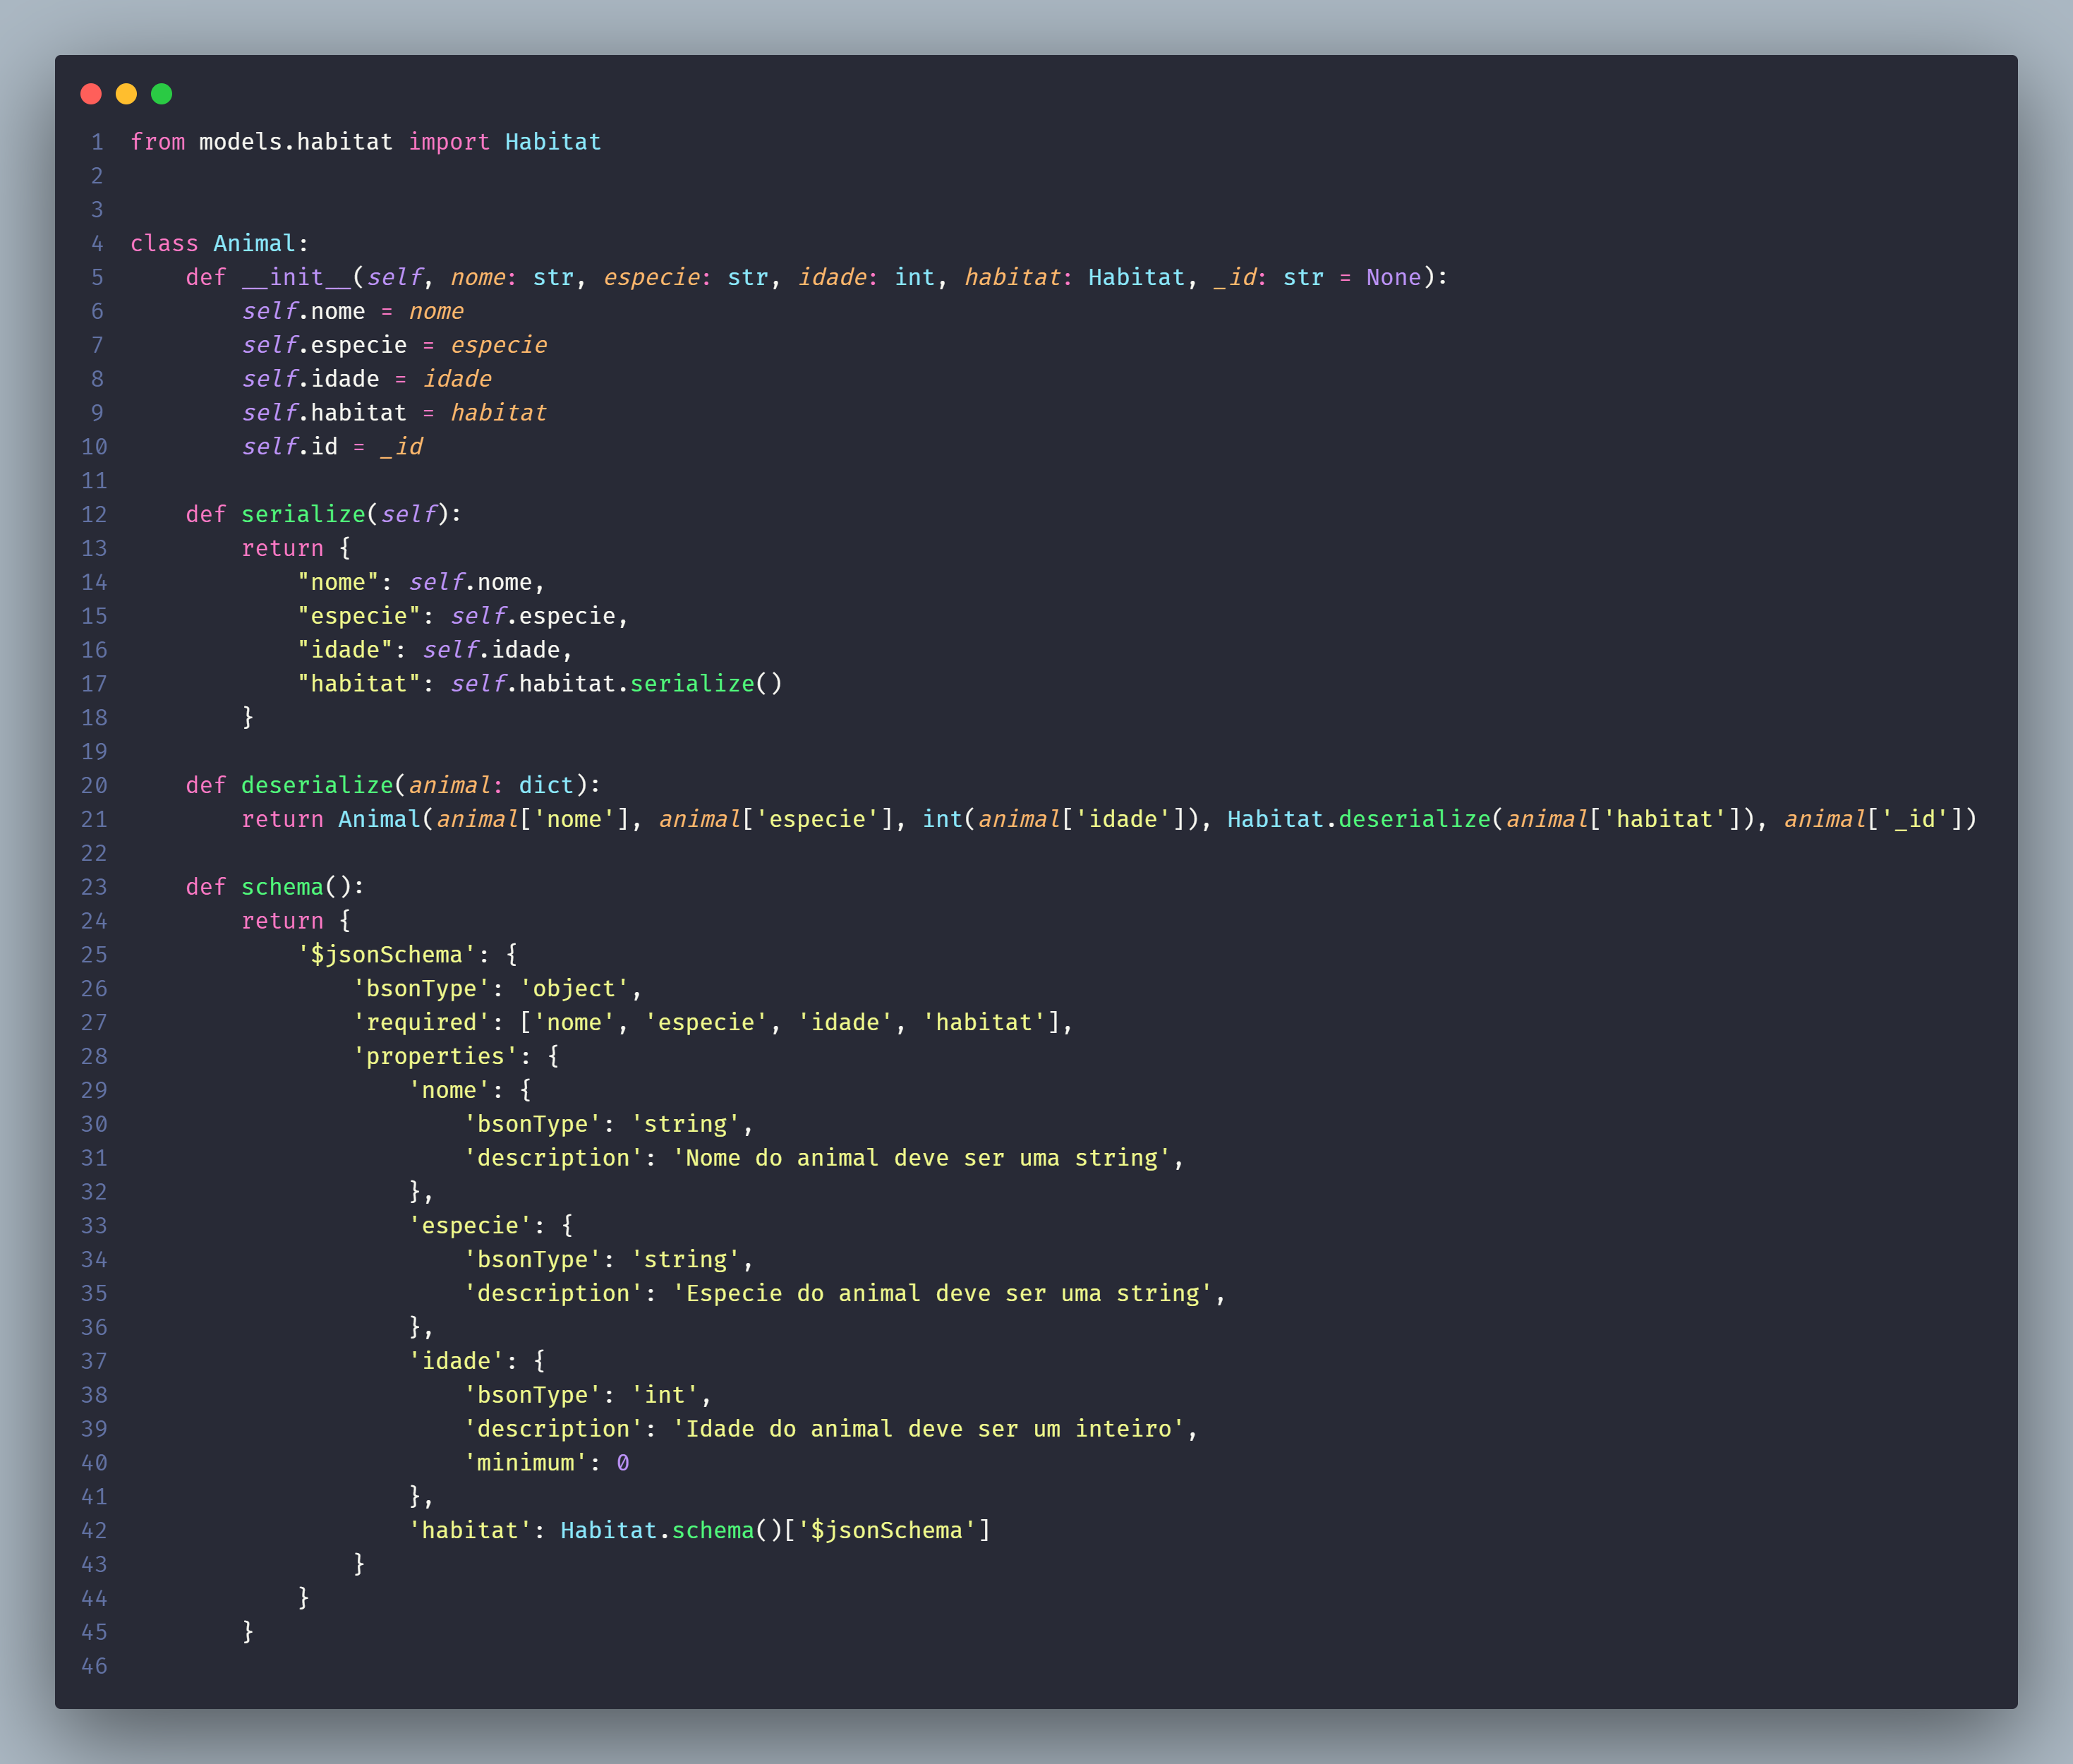 1 from models.habitat import Habitat
2
3
4 class Animal:
5     def __init__(self, nome: str, especie: str, idade: int, habitat: Habitat, _id: str = None):
6         self.nome = nome
7         self.especie = especie
8         self.idade = idade
9         self.habitat = habitat
10         self.id = _id
11
12     def serialize(self):
13         return {
14             "nome": self.nome,
15             "especie": self.especie,
16             "idade": self.idade,
17             "habitat": self.habitat.serialize()
18         }
19
20     def deserialize(animal: dict):
21         return Animal(animal['nome'], animal['especie'], int(animal['idade']), Habitat.deserialize(animal['habitat']), animal['_id'])
22
23     def schema():
24         return {
25             '$jsonSchema': {
26                 'bsonType': 'object',
27                 'required': ['nome', 'especie', 'idade', 'habitat'],
28                 'properties': {
29                     'nome': {
30                         'bsonType': 'string',
31                         'description': 'Nome do animal deve ser uma string',
32                     },
33                     'especie': {
34                         'bsonType': 'string',
35                         'description': 'Especie do animal deve ser uma string',
36                     },
37                     'idade': {
38                         'bsonType': 'int',
39                         'description': 'Idade do animal deve ser um inteiro',
40                         'minimum': 0
41                     },
42                     'habitat': Habitat.schema()['$jsonSchema']
43                 }
44             }
45         }
46